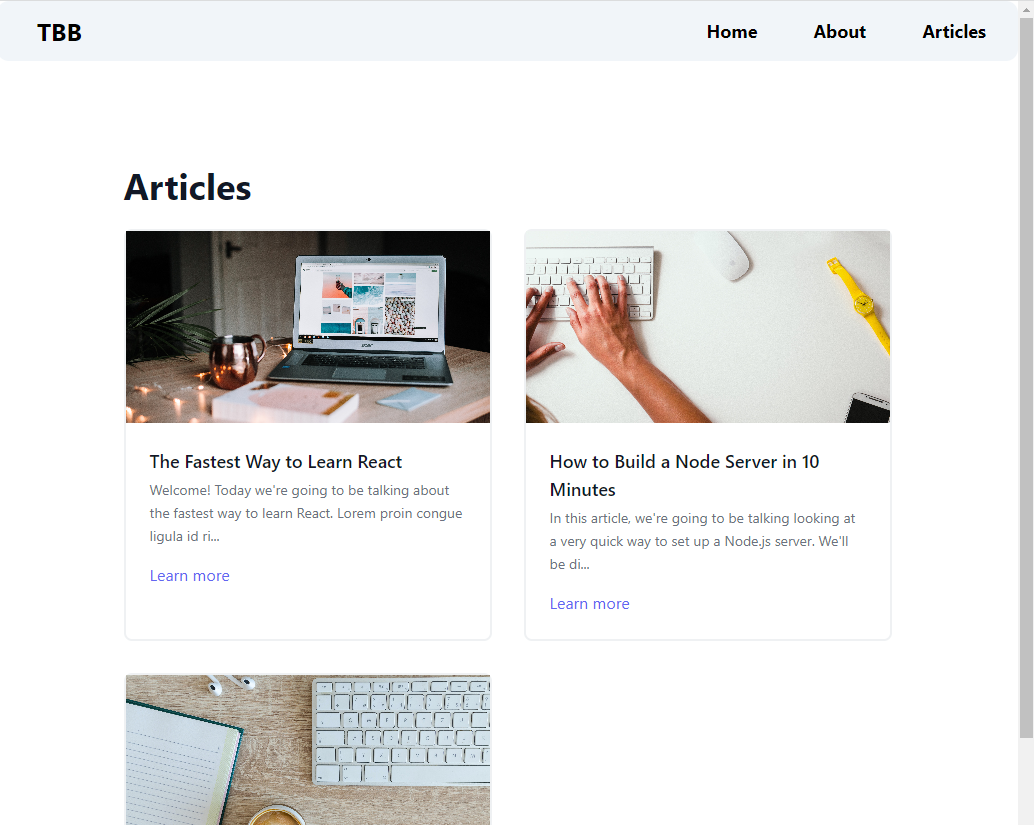 TBB
Home
About
Articles
Articles
The Fastest Way to Learn React
Welcome! Today we're going to be talking about
the fastest way to learn React. Lorem proin congue
ligula id ri...
Learn more
How to Build a Node Server in 10
Minutes
In this article, we're going to be talking looking at
a very quick way to set up a Node.js server. We'll
be di...
Learn more